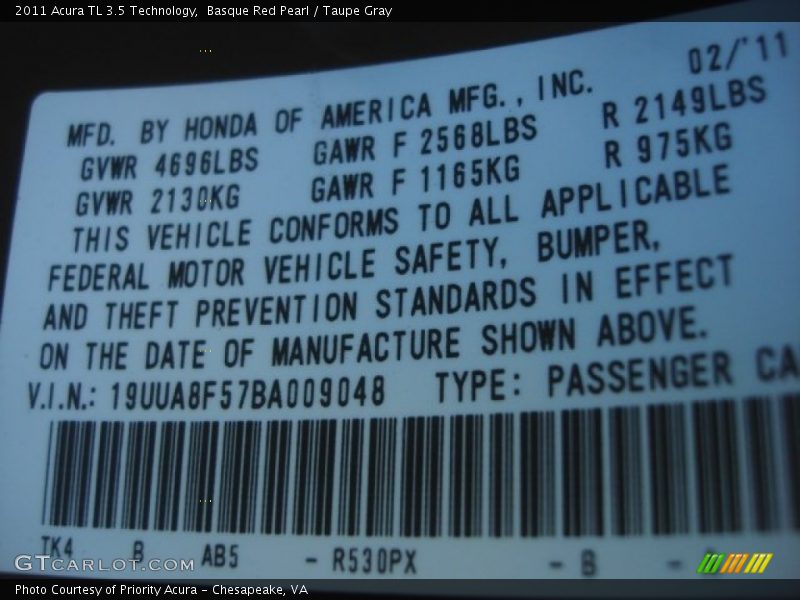 2011 Acura TL 3.5 Technology,  Basque Red Pearl / Taupe Gray
02/'11
MFD. BY HONDA OF AMERICA MFG., INC.
GVWR 4696LBS GAWR F 2568LBS R 2149LBS
GVWR 2130KG GAWR F 1165KG R 975KG
THIS VEHICLE CONFORMS TO ALL APPLICABLE
FEDERAL MOTOR VEHICLE SAFETY, BUMPER,
AND THEFT PREVENTION STANDARDS IN EFFECT
ON THE DATE OF MANUFACTURE SHOWN ABOVE.
V.I.N.: 19UUA8F57BA009048 TYPE: PASSENGER CA
TK4 B AB5 - R530PX - B -
GTCARLOT.COM
Photo Courtesy of Priority Acura - Chesapeake, VA